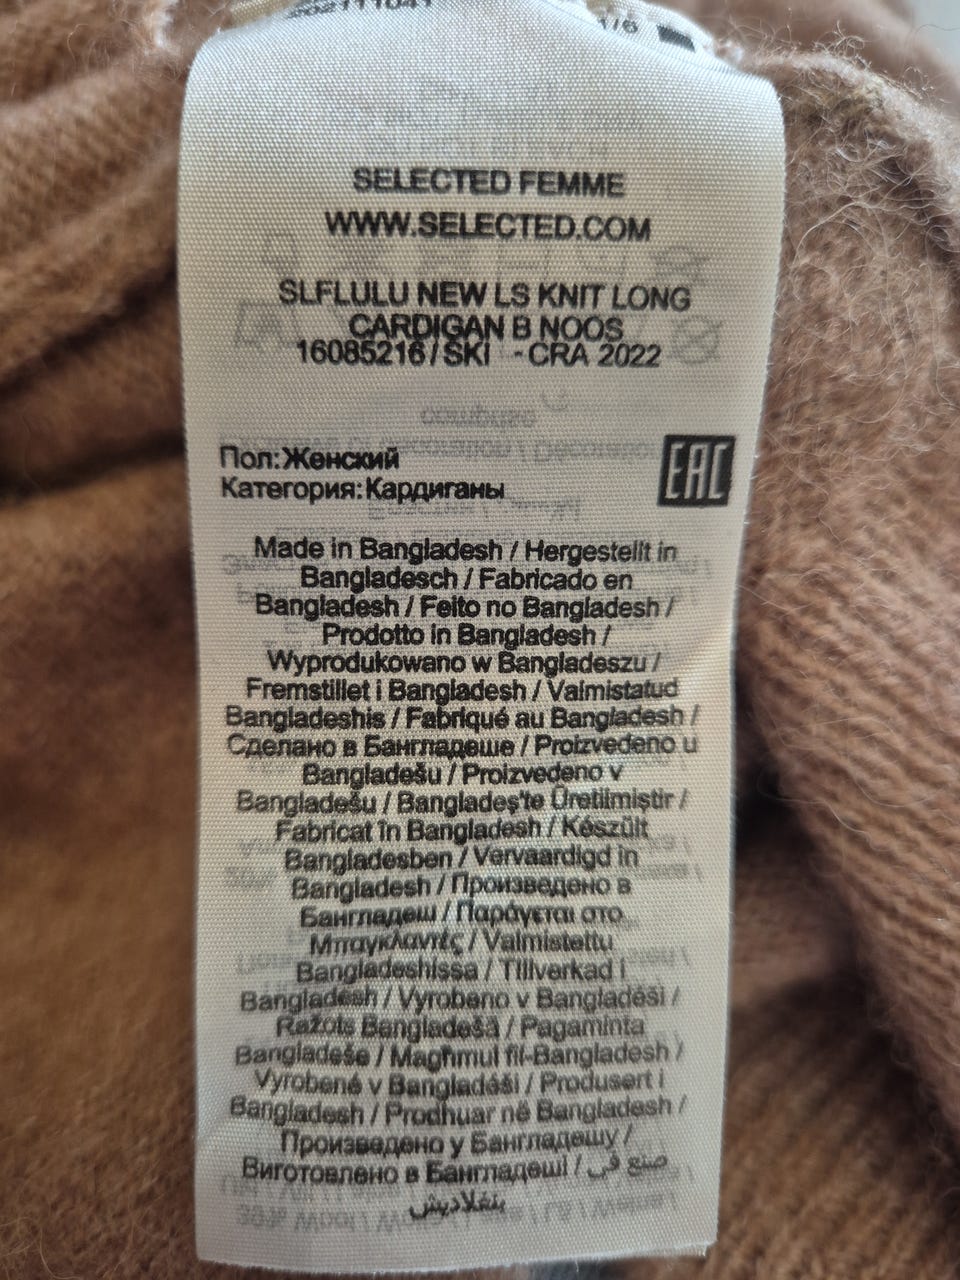 202111041
1/6
SELECTED FEMME
WWW.SELECTED.COM
SLFLULU NEW LS KNIT LONG
CARDIGAN B NOOS
16085216/SKI - CRA 2022
Пол:Женский
Категория:Кардиганы
EAC
Made in Bangladesh / Hergestellt in
Bangladesch / Fabricado en
Bangladesh / Feito no Bangladesh /
Prodotto in Bangladesh /
Wyprodukowano w Bangladeszu /
Fremstillet i Bangladesh / Valmistatud
Bangladeshis / Fabriqué au Bangladesh /
Сделано в Бангладеше / Proizvedeno u
Bangladešu / Proizvedeno v
Bangladešu / Bangladeş'te Üretilmiştir /
Fabricat în Bangladesh / Készült
Bangladesben / Vervaardigd in
Bangladesh / Произведено в
Бангладеш / Παράγεται στο
Μπαγκλαντές / Valmistettu
Bangladeshissa / Tillverkad i
Bangladesh / Vyrobeno v Bangladéši /
Ražots Bangladešā / Pagaminta
Bangladeše / Magħmul fil-Bangladesh /
Vyrobené v Bangladéši / Produsert i
Bangladesh / Prodhuar në Bangladesh /
Произведено у Бангладешу /
Виготовлено в Бангладеші / صنع في
بنغلاديش